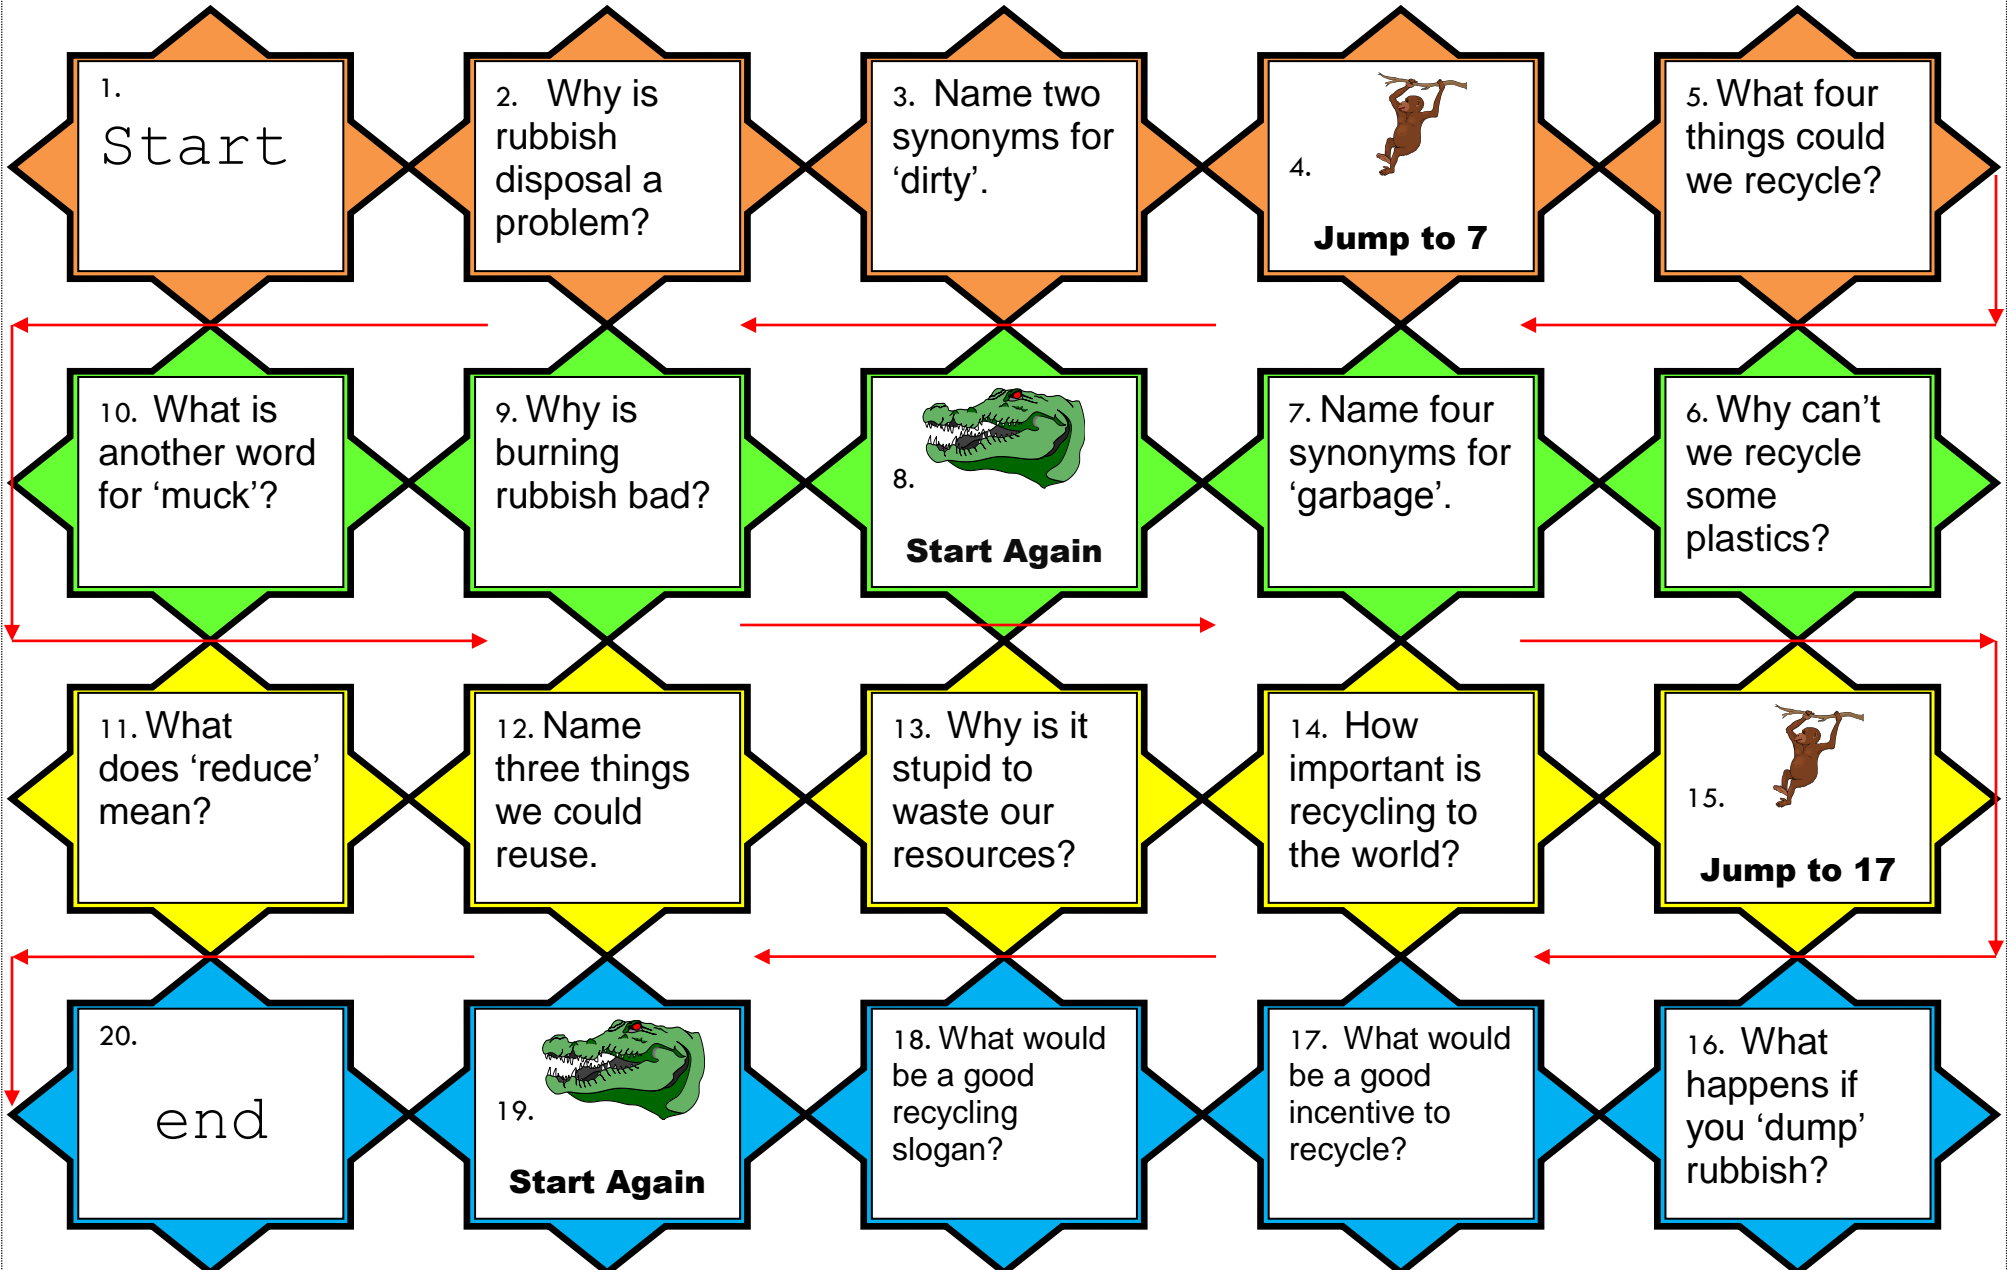 1.
Start
2. Why is
rubbish
disposal a
problem?
3. Name two
synonyms for
‘dirty’.
4.
Jump to 7
5. What four
things could
we recycle?
10. What is
another word
for ‘muck’?
9. Why is
burning
rubbish bad?
8.
Start Again
7. Name four
synonyms for
‘garbage’.
6. Why can’t
we recycle
some
plastics?
11. What
does ‘reduce’
mean?
12. Name
three things
we could
reuse.
13. Why is it
stupid to
waste our
resources?
14. How
important is
recycling to
the world?
15.
Jump to 17
20.
end
19.
Start Again
18. What would
be a good
recycling
slogan?
17. What would
be a good
incentive to
recycle?
16. What
happens if
you ‘dump’
rubbish?